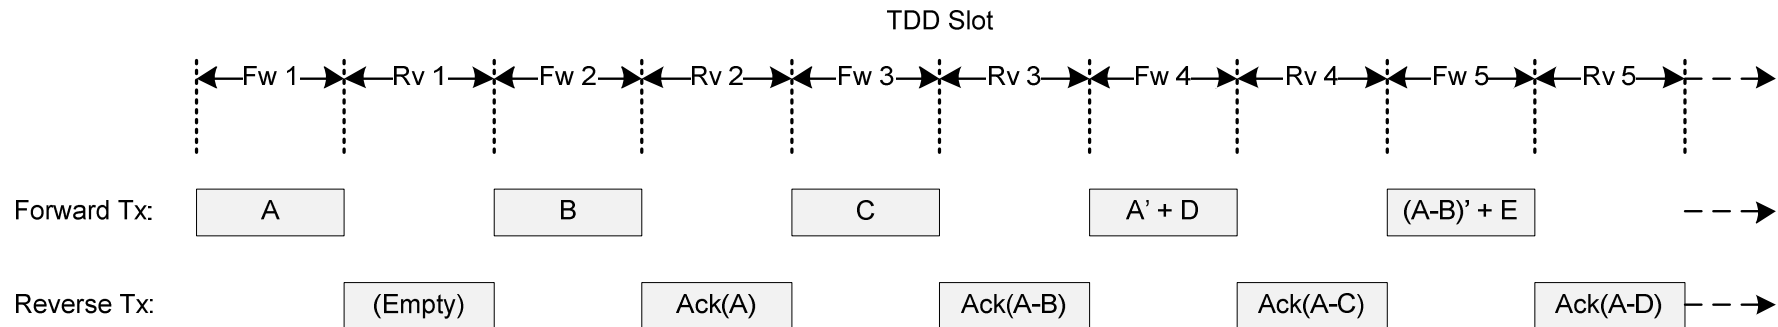 TDD Slot
Fw 1 Rv 1 Fw 2 Rv 2 Fw 3 Rv 3 Fw 4 Rv 4 Fw 5 Rv 5
Forward Tx: A B C A’ + D (A-B)’ + E
Reverse Tx: (Empty) Ack(A) Ack(A-B) Ack(A-C) Ack(A-D)